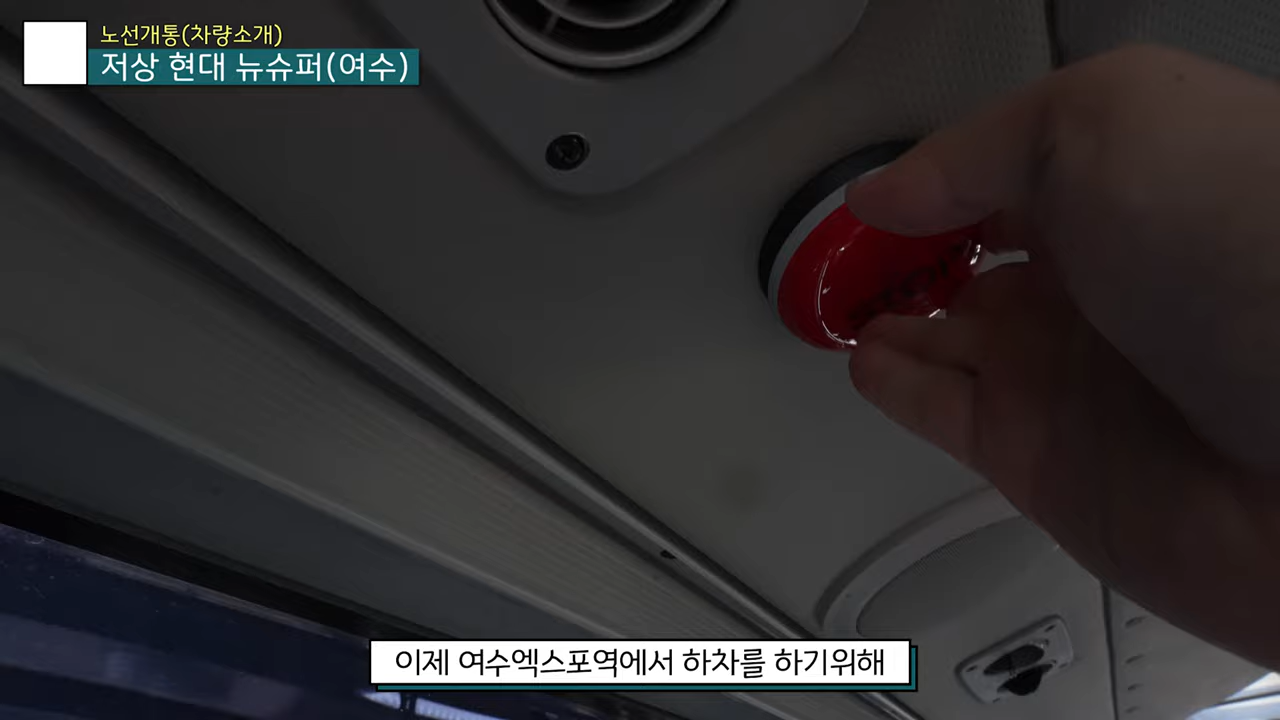 노선개통(차량소개)
저상 현대 뉴슈퍼(여수)
이제 여수엑스포역에서 하차를 하기위해